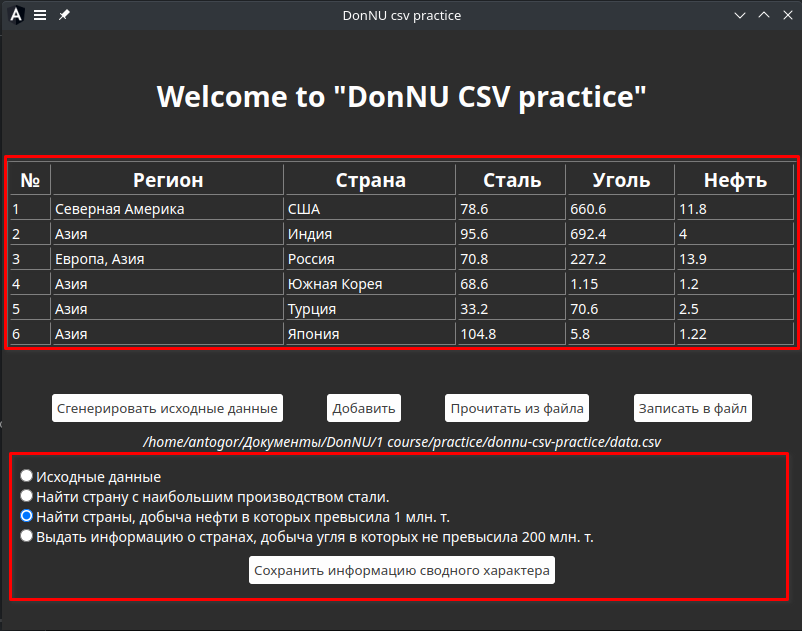 DonNU csv practice
Welcome to "DonNU CSV practice"
№ Регион Страна Сталь Уголь Нефть
1 Северная Америка США 78.6 660.6 11.8
2 Азия Индия 95.6 692.4 4
3 Европа, Азия Россия 70.8 227.2 13.9
4 Азия Южная Корея 68.6 1.15 1.2
5 Азия Турция 33.2 70.6 2.5
6 Азия Япония 104.8 5.8 1.22
Сгенерировать исходные данные Добавить Прочитать из файла Записать в файл
/home/antogor/Документы/DonNU/1 course/practice/donnu-csv-practice/data.csv
Исходные данные
Найти страну с наибольшим производством стали.
Найти страны, добыча нефти в которых превысила 1 млн. т.
Выдать информацию о странах, добыча угля в которых не превысила 200 млн. т.
Сохранить информацию сводного характера